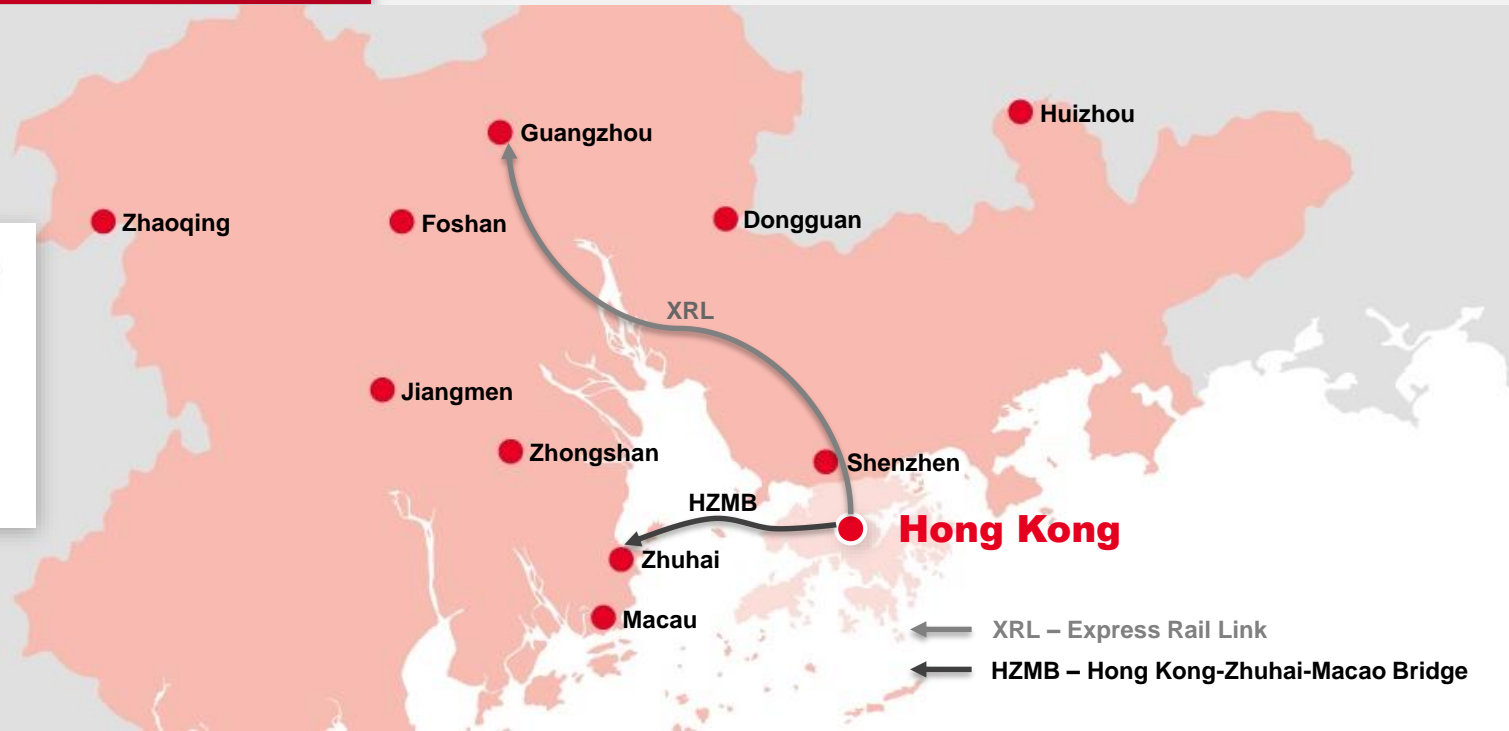 Huizhou
Guangzhou
Zhaoqing
Foshan
Dongguan
XRL
Jiangmen
Zhongshan
Shenzhen
HZMB
Hong Kong
Zhuhai
Macau
XRL – Express Rail Link
HZMB – Hong Kong-Zhuhai-Macao Bridge